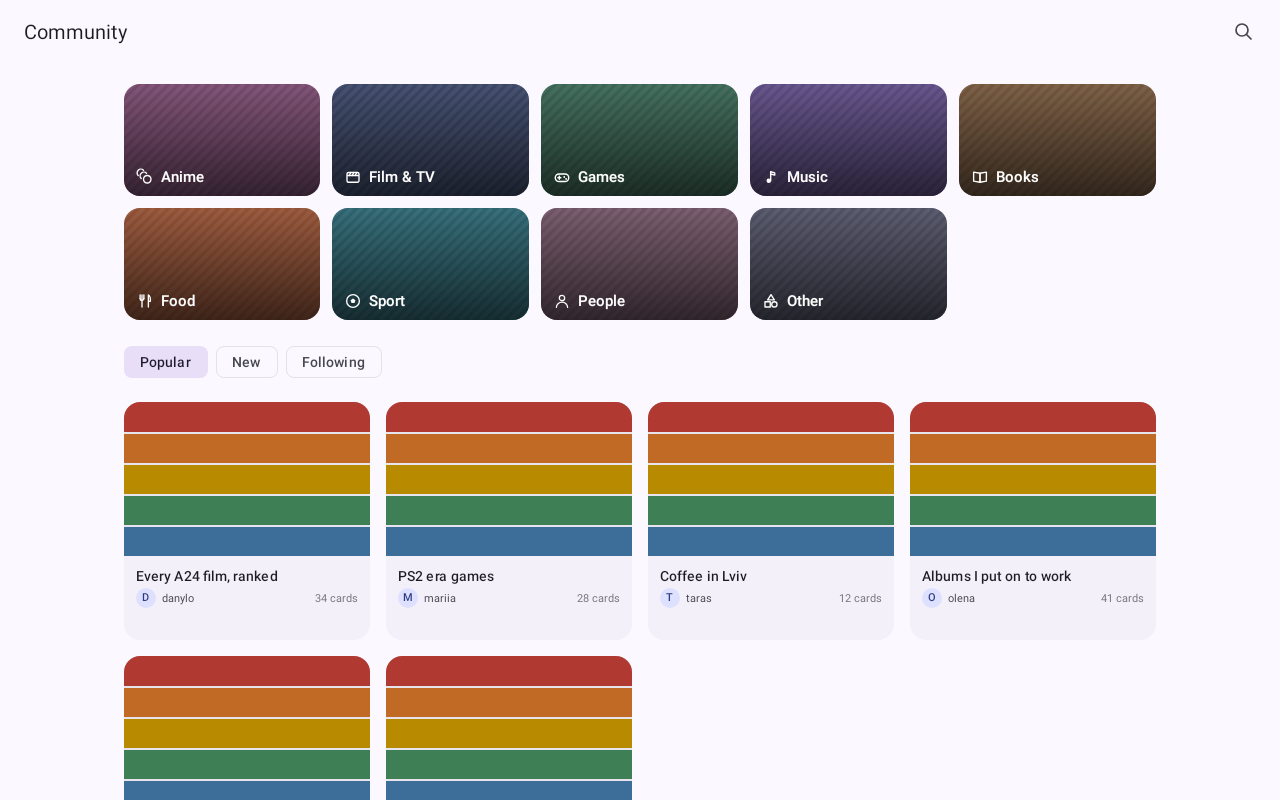 Community
Anime
Film & TV
Games
Music
Books
Food
Sport
People
Other
Popular
New
Following
Every A24 film, ranked
D danylo 34 cards
PS2 era games
M mariia 28 cards
Coffee in Lviv
T taras 12 cards
Albums I put on to work
O olena 41 cards